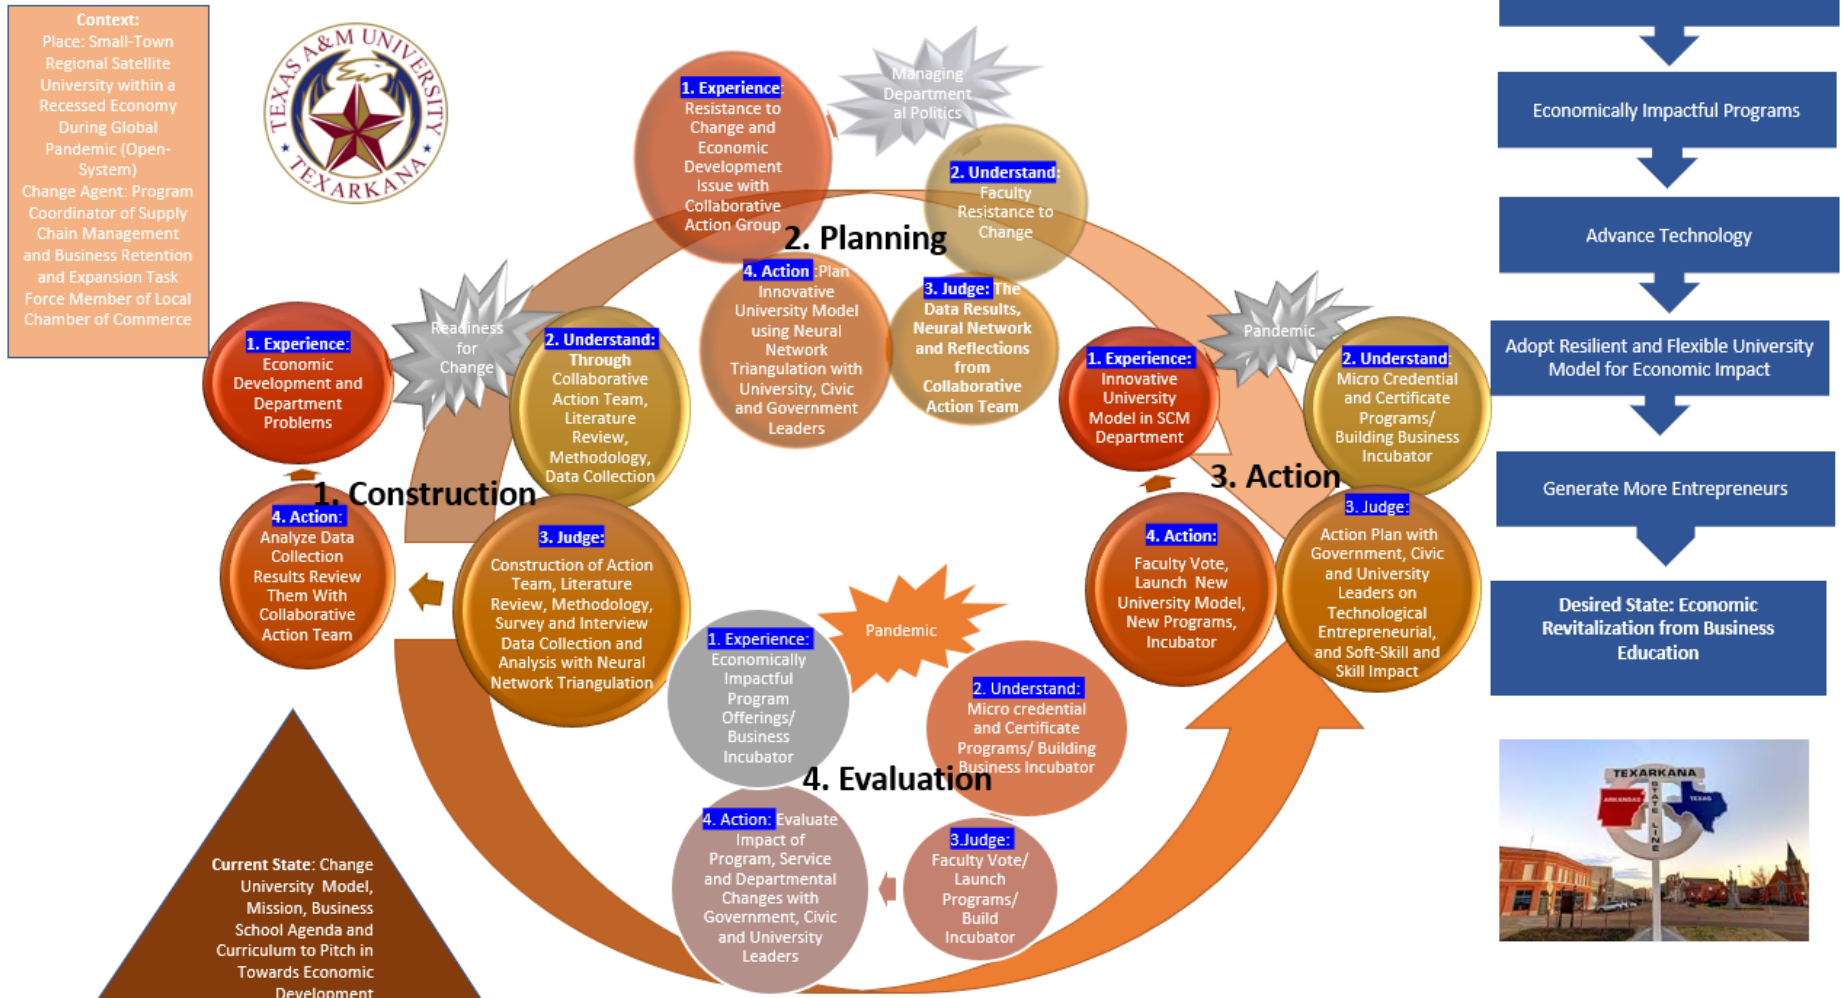 Context:
Place: Small-Town
Regional Satellite
University within a
Recessed Economy
During Global
Pandemic (Open-
System)
Change Agent: Program
Coordinator of Supply
Chain Management
and Business Retention
and Expansion Task
Force Member of Local
Chamber of Commerce
TEXAS A&M UNIVERSITY
TEXARKANA
1. Experience:
Economic
Development and
Department
Problems
Readiness
for
Change
2. Understand:
Through
Collaborative
Action Team,
Literature
Review,
Methodology,
Data Collection
1. Construction
3. Judge:
Construction of Action
Team, Literature
Review, Methodology,
Survey and Interview
Data Collection and
Analysis with Neural
Network Triangulation
4. Action:
Analyze Data
Collection
Results Review
Them With
Collaborative
Action Team
1. Experience:
Resistance to
Change and
Economic
Development
Issue with
Collaborative
Action Group
Managing
Department
al Politics
2. Understand:
Faculty
Resistance to
Change
2. Planning
3. Judge: The
Data Results,
Neural Network
and Reflections
from
Collaborative
Action Team
4. Action :Plan
Innovative
University Model
using Neural
Network
Triangulation with
University, Civic
and Government
Leaders
1. Experience:
Innovative
University
Model in SCM
Department
Pandemic
2. Understand:
Micro Credential
and Certificate
Programs/
Building Business
Incubator
3. Action
3. Judge:
Action Plan with
Government, Civic
and University
Leaders on
Technological
Entrepreneurial,
and Soft-Skill and
Skill Impact
4. Action:
Faculty Vote,
Launch New
University Model,
New Programs,
Incubator
1. Experience:
Economically
Impactful
Program
Offerings/
Business
Incubator
Pandemic
2. Understand:
Micro credential
and Certificate
Programs/ Building
Business Incubator
4. Evaluation
3.Judge:
Faculty Vote/
Launch
Programs/
Build
Incubator
4. Action: Evaluate
Impact of
Program, Service
and Departmental
Changes with
Government, Civic
and University
Leaders
Current State: Change
University Model,
Mission, Business
School Agenda and
Curriculum to Pitch in
Towards Economic
Development
Economically Impactful Programs
Advance Technology
Adopt Resilient and Flexible University
Model for Economic Impact
Generate More Entrepreneurs
Desired State: Economic
Revitalization from Business
Education
TEXARKANA
ARKANSAS
TEXAS
STATE LINE